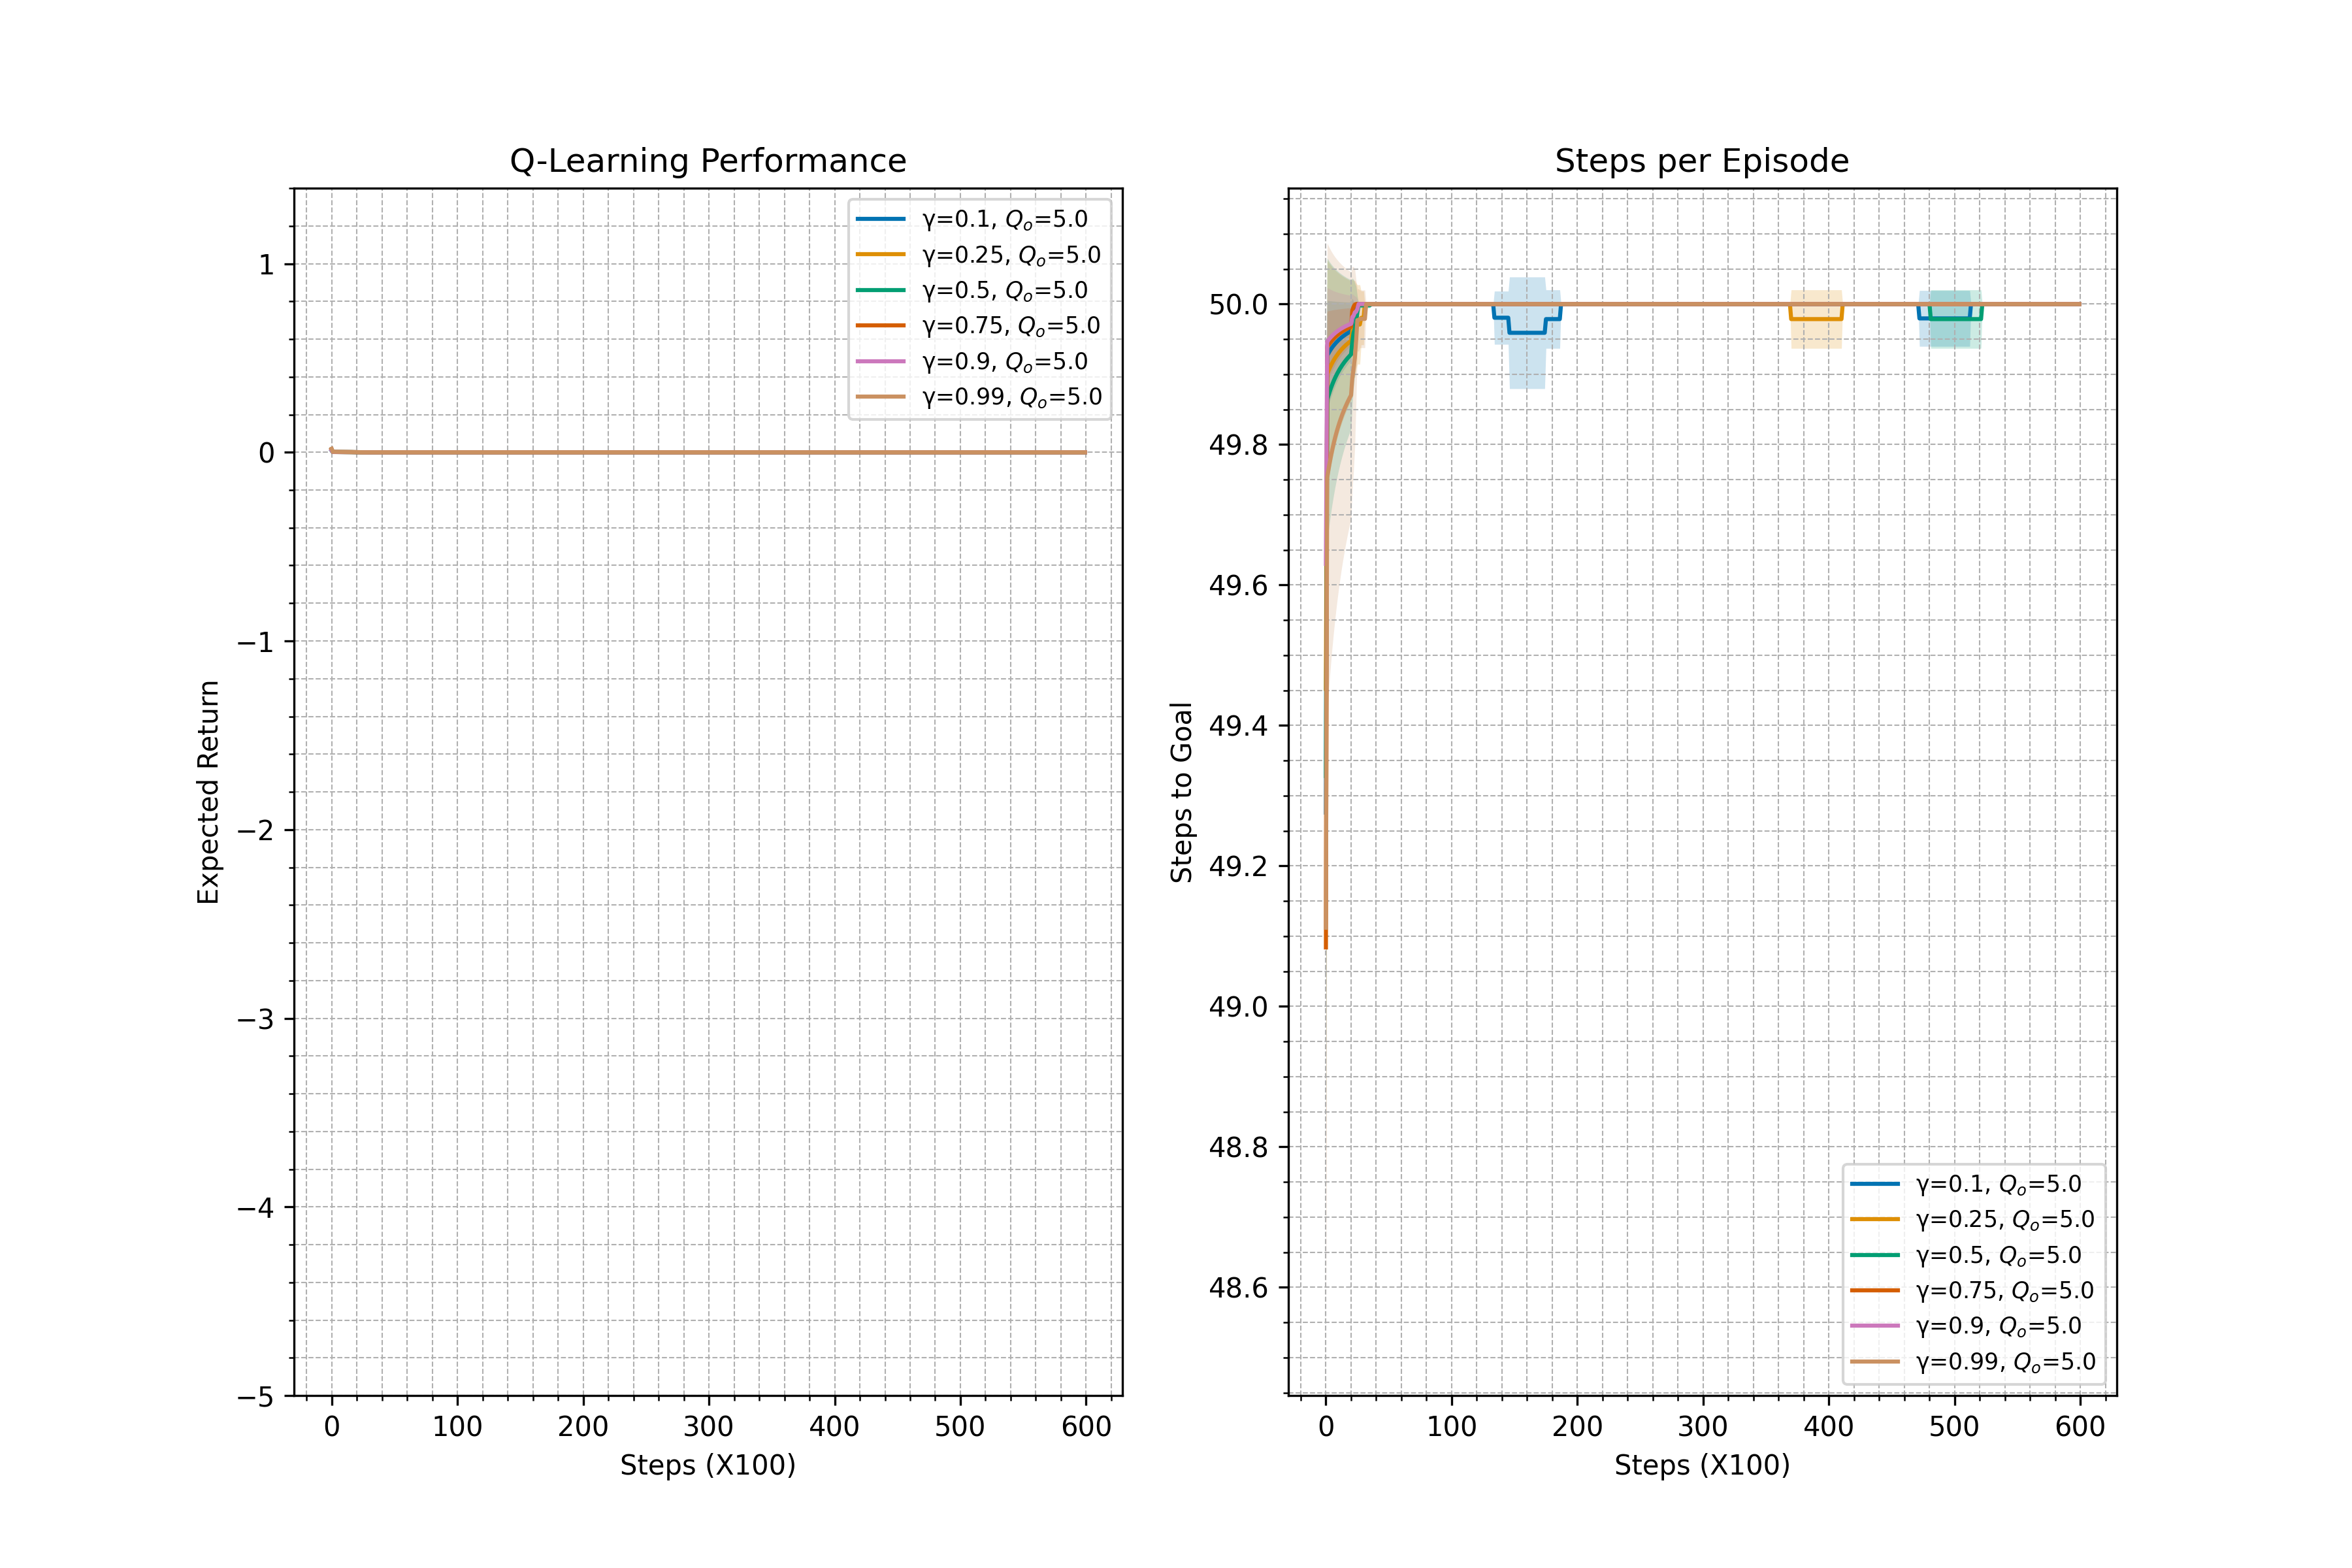 Q-Learning Performance
1
0
−1
−2
−3
−4
−5
Expected Return
0 100 200 300 400 500 600
Steps (X100)
γ=0.1, Qo=5.0
γ=0.25, Qo=5.0
γ=0.5, Qo=5.0
γ=0.75, Qo=5.0
γ=0.9, Qo=5.0
γ=0.99, Qo=5.0
Steps per Episode
50.0
49.8
49.6
49.4
49.2
49.0
48.8
48.6
Steps to Goal
0 100 200 300 400 500 600
Steps (X100)
γ=0.1, Qo=5.0
γ=0.25, Qo=5.0
γ=0.5, Qo=5.0
γ=0.75, Qo=5.0
γ=0.9, Qo=5.0
γ=0.99, Qo=5.0